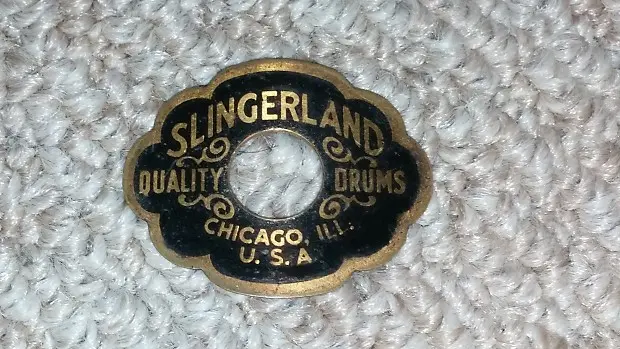 SLINGERLAND
QUALITY DRUMS
CHICAGO, ILL.
U. S. A